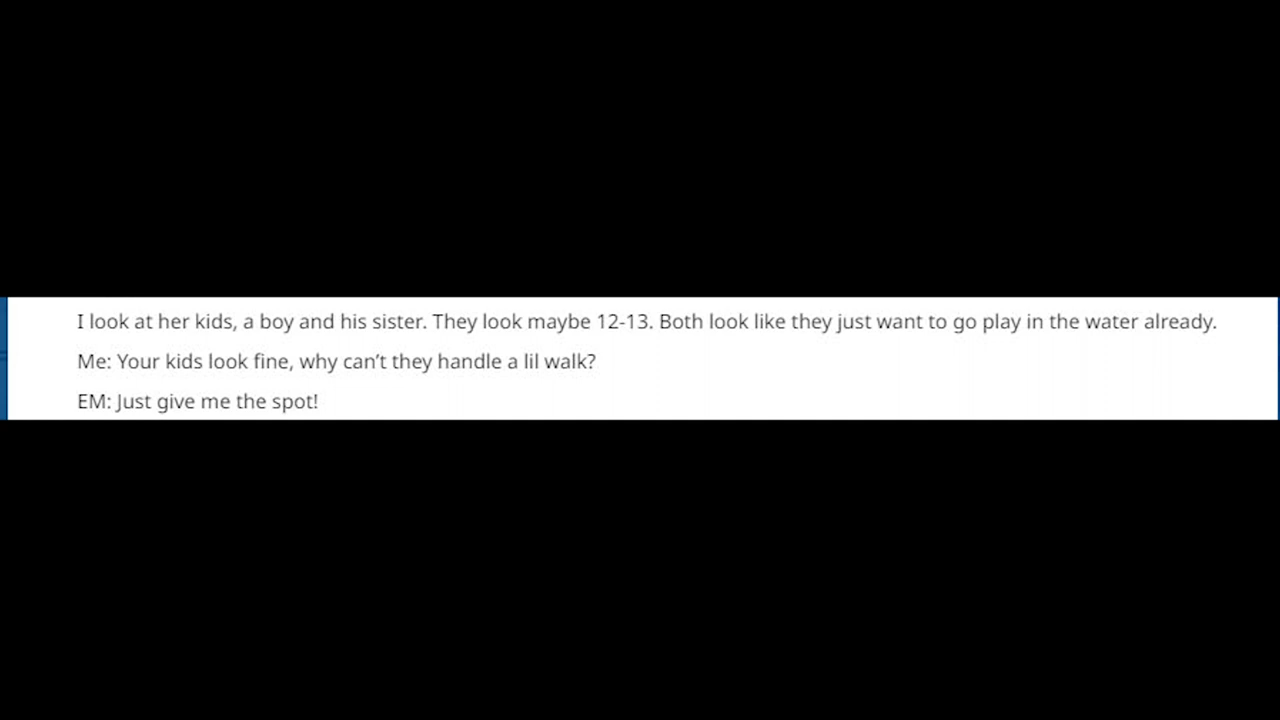 I look at her kids, a boy and his sister. They look maybe 12-13. Both look like they just want to go play in the water already.
Me: Your kids look fine, why can’t they handle a lil walk?
EM: Just give me the spot!